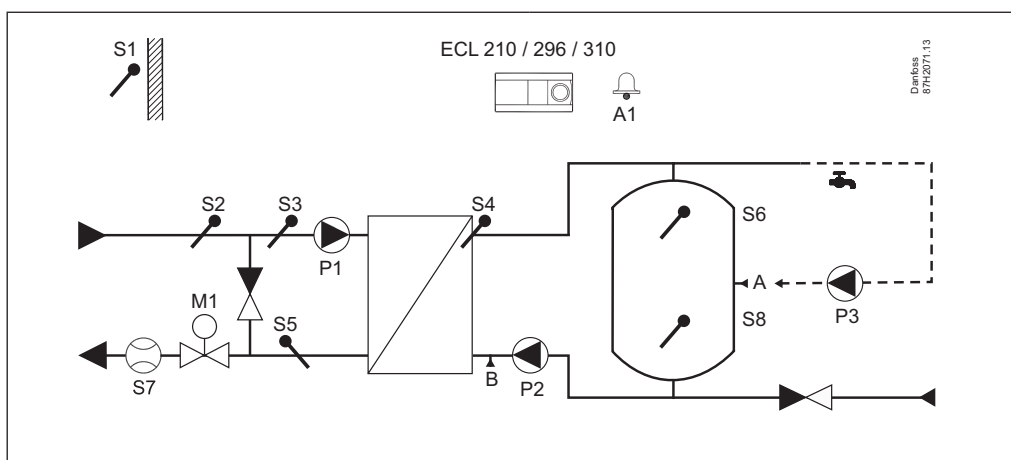 S1
ECL 210 / 296 / 310
A1
Danfoss
87H2071.13
S2
S3
S4
P1
S6
A
P3
M1
S5
S8
S7
B
P2